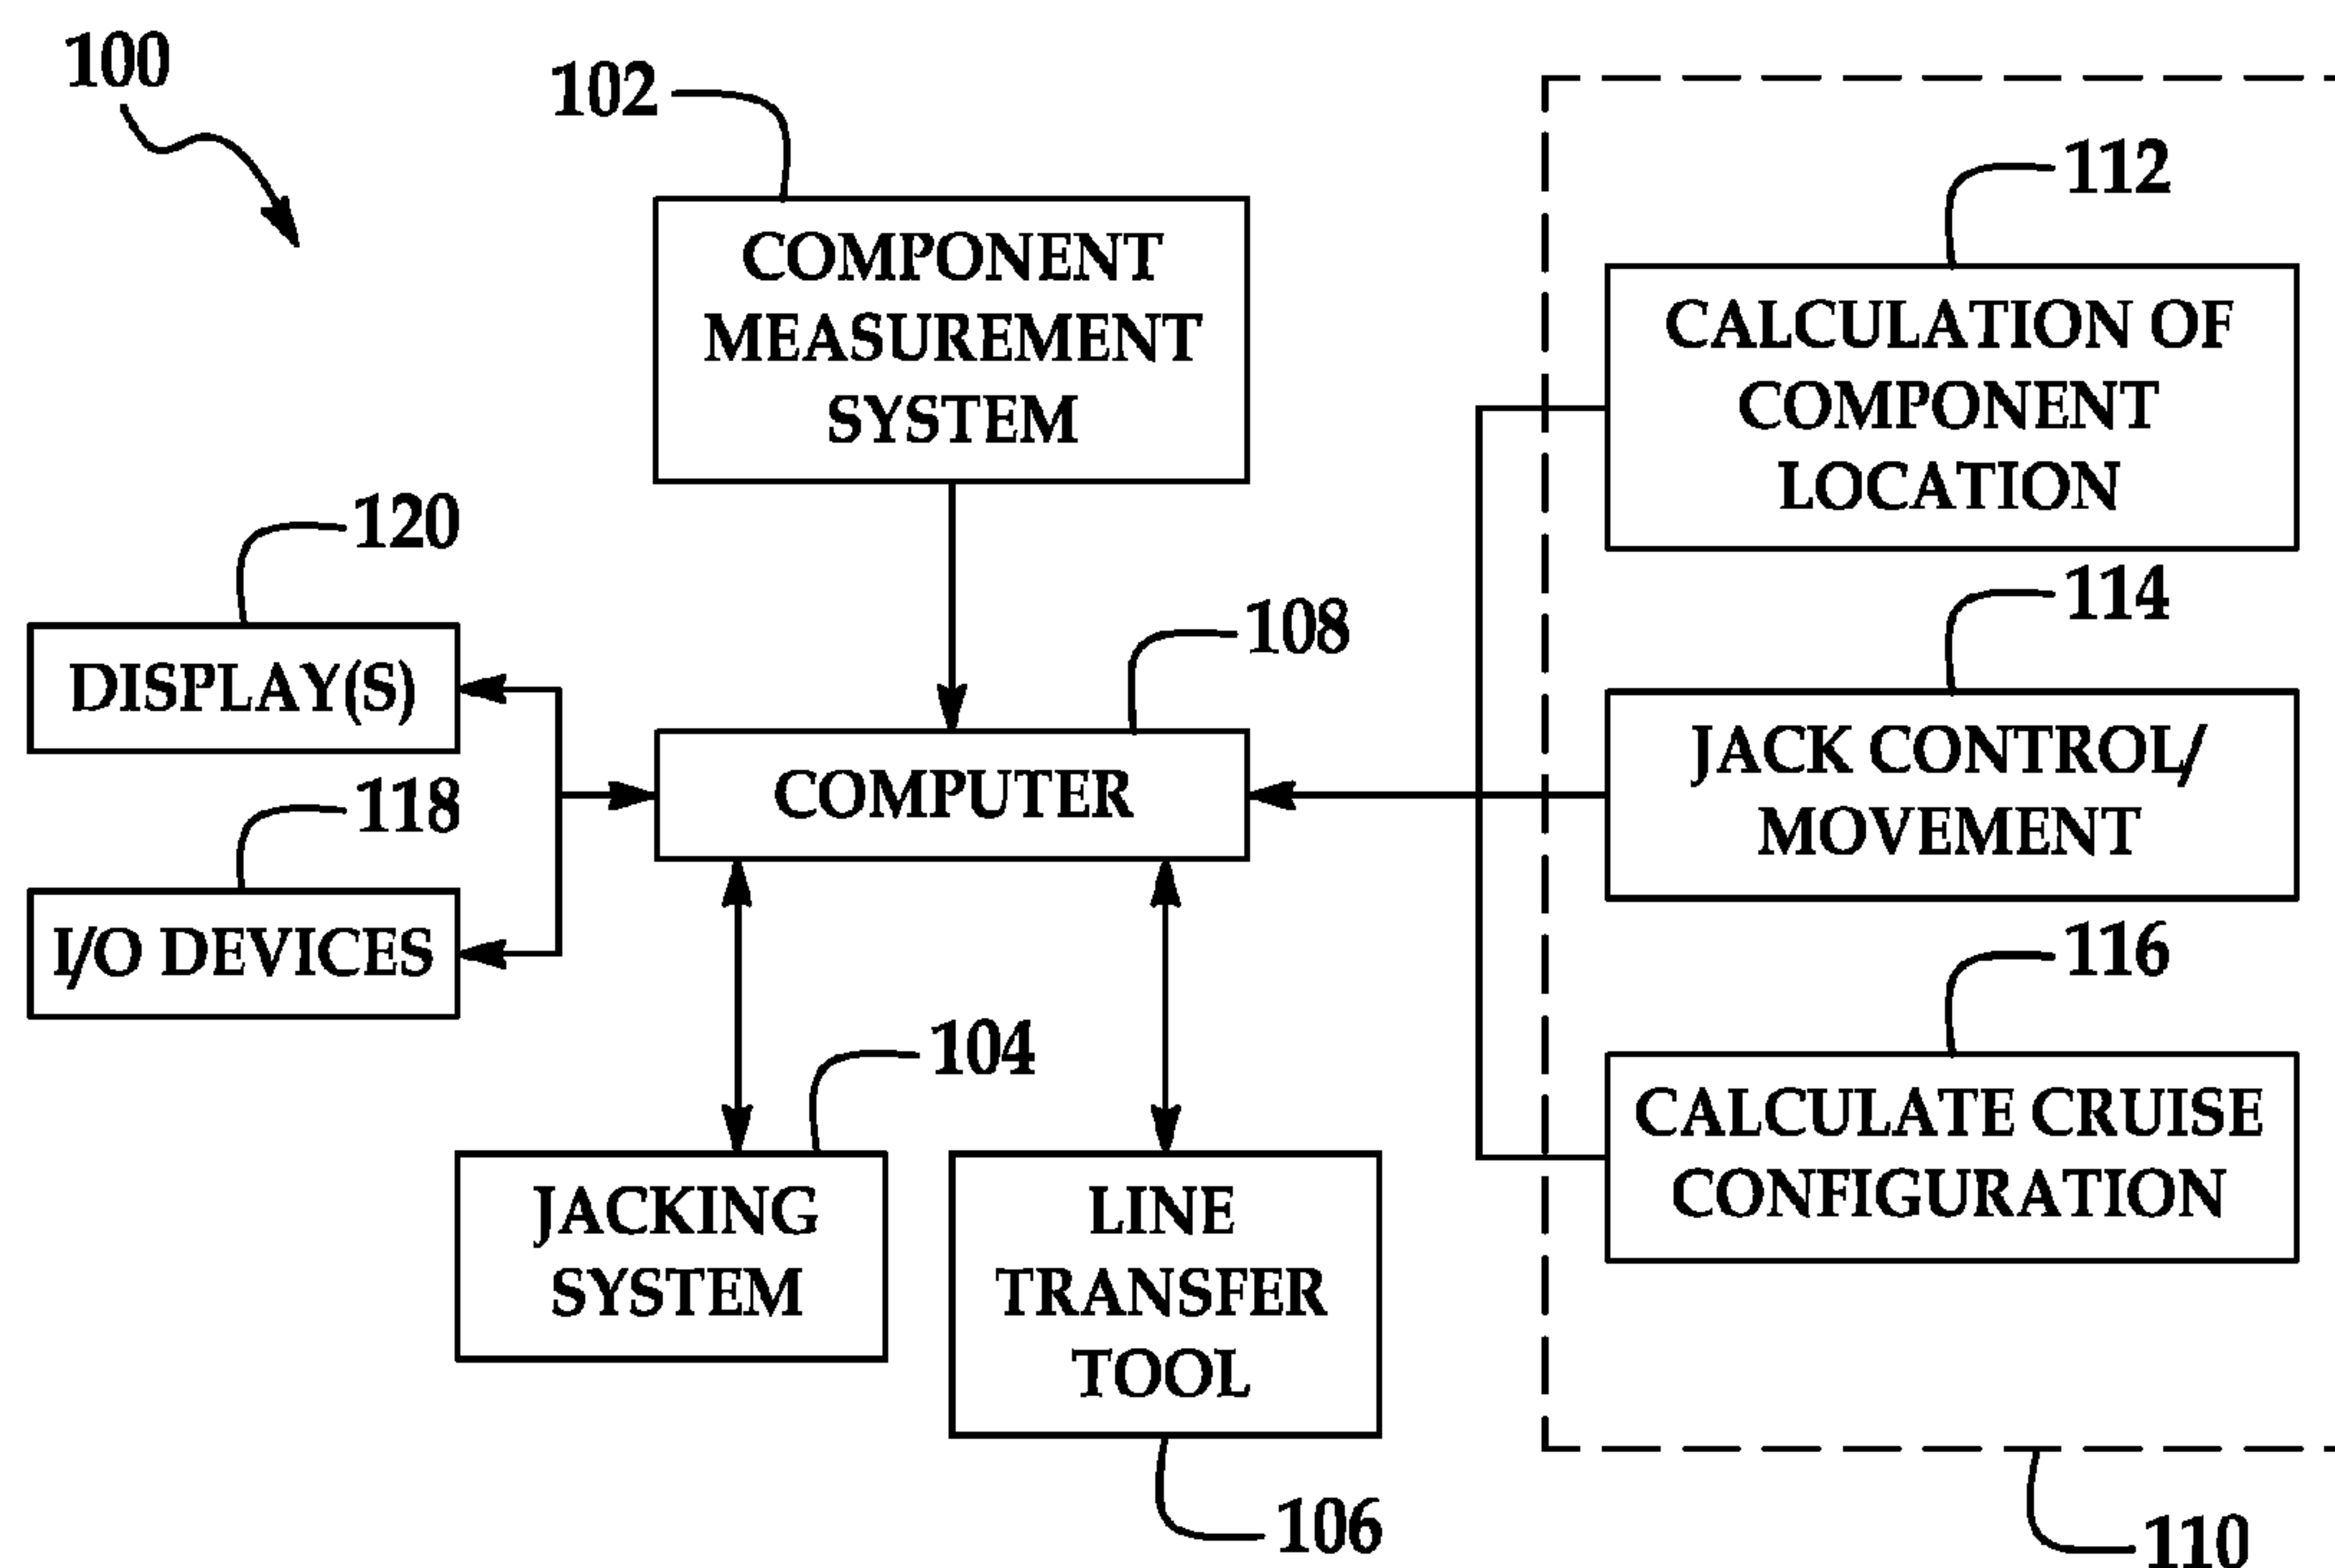 100
102
COMPONENT
MEASUREMENT
SYSTEM
112
CALCULATION OF
COMPONENT
LOCATION
120
DISPLAY(S)
108
COMPUTER
114
JACK CONTROL/
MOVEMENT
118
I/O DEVICES
116
CALCULATE CRUISE
CONFIGURATION
104
JACKING
SYSTEM
LINE
TRANSFER
TOOL
106
110